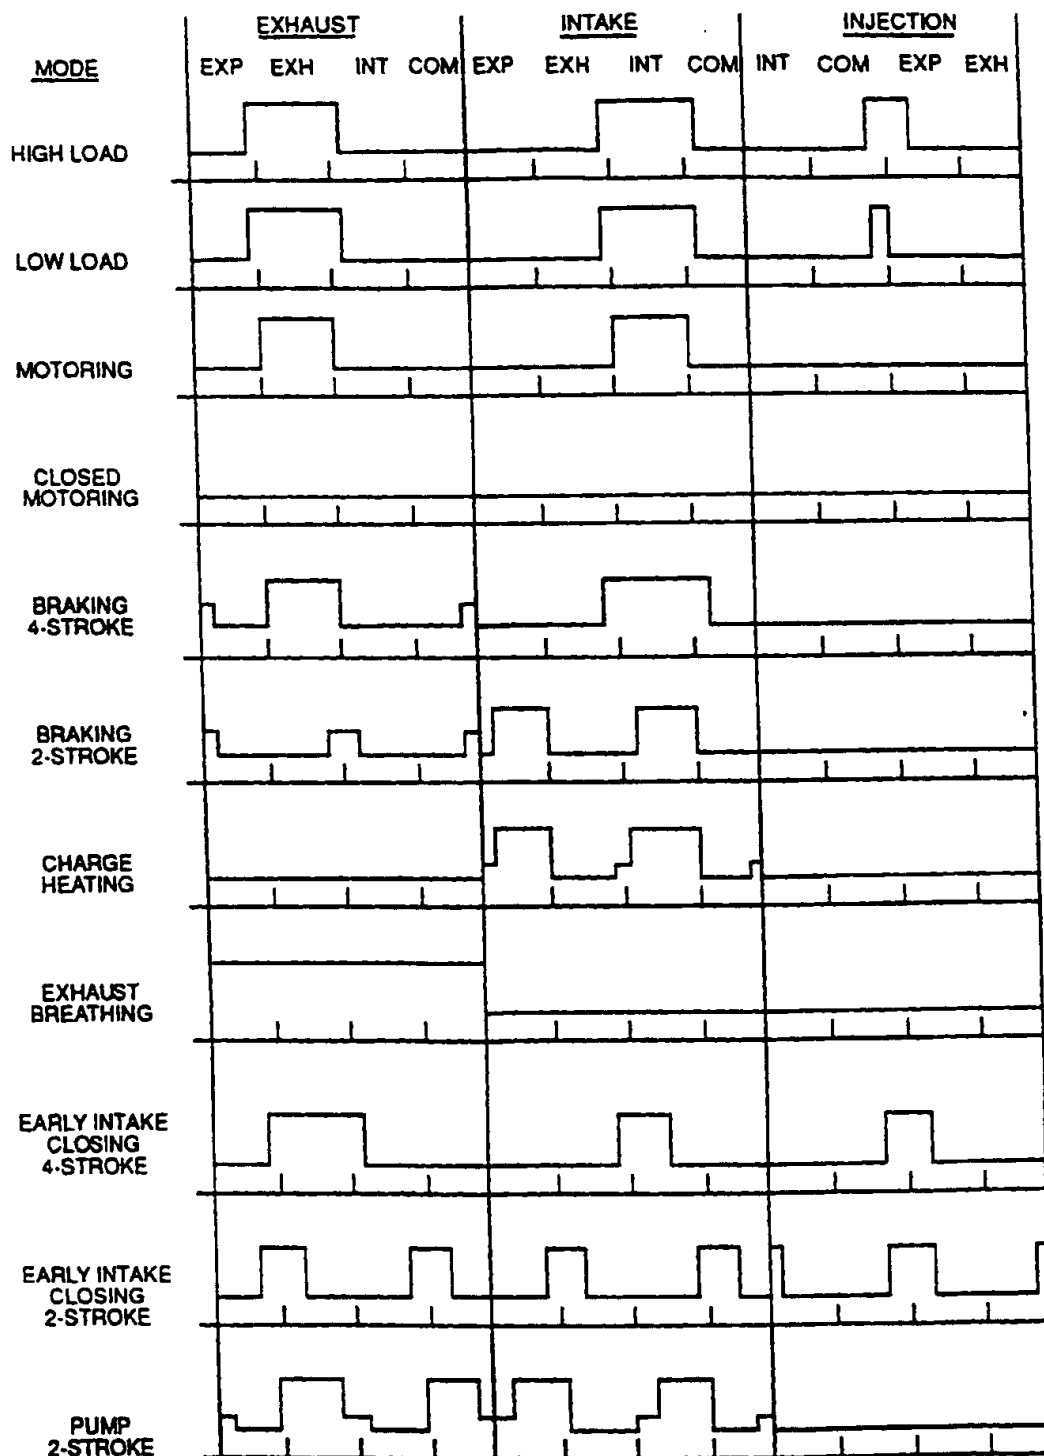 EXHAUST INTAKE INJECTION
MODE EXP EXH INT COM EXP EXH INT COM INT COM EXP EXH
HIGH LOAD
LOW LOAD
MOTORING
CLOSED
MOTORING
BRAKING
4-STROKE
BRAKING
2-STROKE
CHARGE
HEATING
EXHAUST
BREATHING
EARLY INTAKE
CLOSING
4-STROKE
EARLY INTAKE
CLOSING
2-STROKE
PUMP
2-STROKE